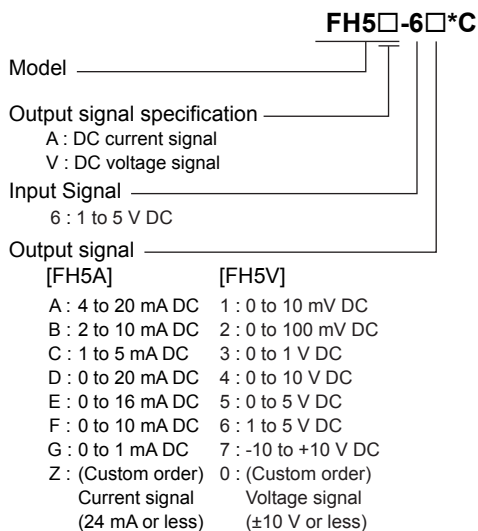 FH5□-6□*C
Model
Output signal specification
A : DC current signal
V : DC voltage signal
Input Signal
6 : 1 to 5 V DC
Output signal
[FH5A] [FH5V]
A : 4 to 20 mA DC 1 : 0 to 10 mV DC
B : 2 to 10 mA DC 2 : 0 to 100 mV DC
C : 1 to 5 mA DC 3 : 0 to 1 V DC
D : 0 to 20 mA DC 4 : 0 to 10 V DC
E : 0 to 16 mA DC 5 : 0 to 5 V DC
F : 0 to 10 mA DC 6 : 1 to 5 V DC
G : 0 to 1 mA DC 7 : -10 to +10 V DC
Z : (Custom order) 0 : (Custom order)
Current signal Voltage signal
(24 mA or less) (±10 V or less)